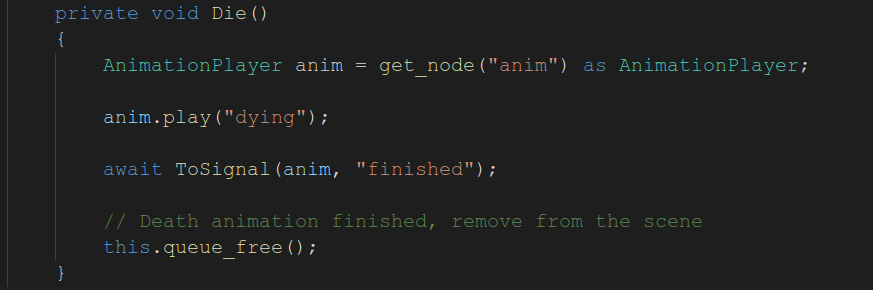 private void Die()
{
AnimationPlayer anim = get_node("anim") as AnimationPlayer;
anim.play("dying");
await ToSignal(anim, "finished");
// Death animation finished, remove from the scene
this.queue_free();
}